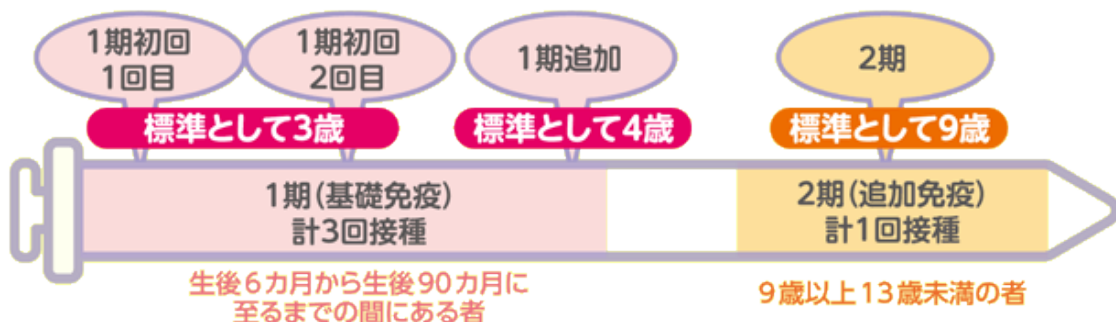 1期初回
1回目
1期初回
2回目
1期追加
2期
標準として3歳
標準として4歳
標準として9歳
1期(基礎免疫)
計3回接種
2期(追加免疫)
計1回接種
生後6カ月から生後90カ月に
至るまでの間にある者
9歳以上13歳未満の者